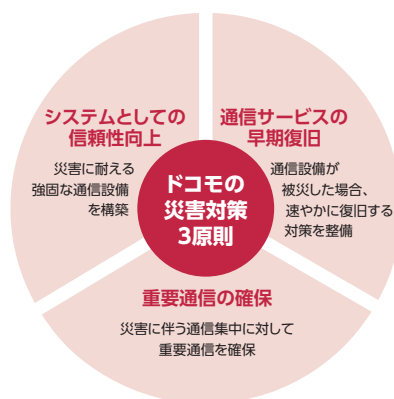 システムとしての
信頼性向上
災害に耐える
強固な通信設備
を構築
通信サービスの
早期復旧
通信設備が
被災した場合、
速やかに復旧する
対策を整備
ドコモの
災害対策
3原則
重要通信の確保
災害に伴う通信集中に対して
重要通信を確保